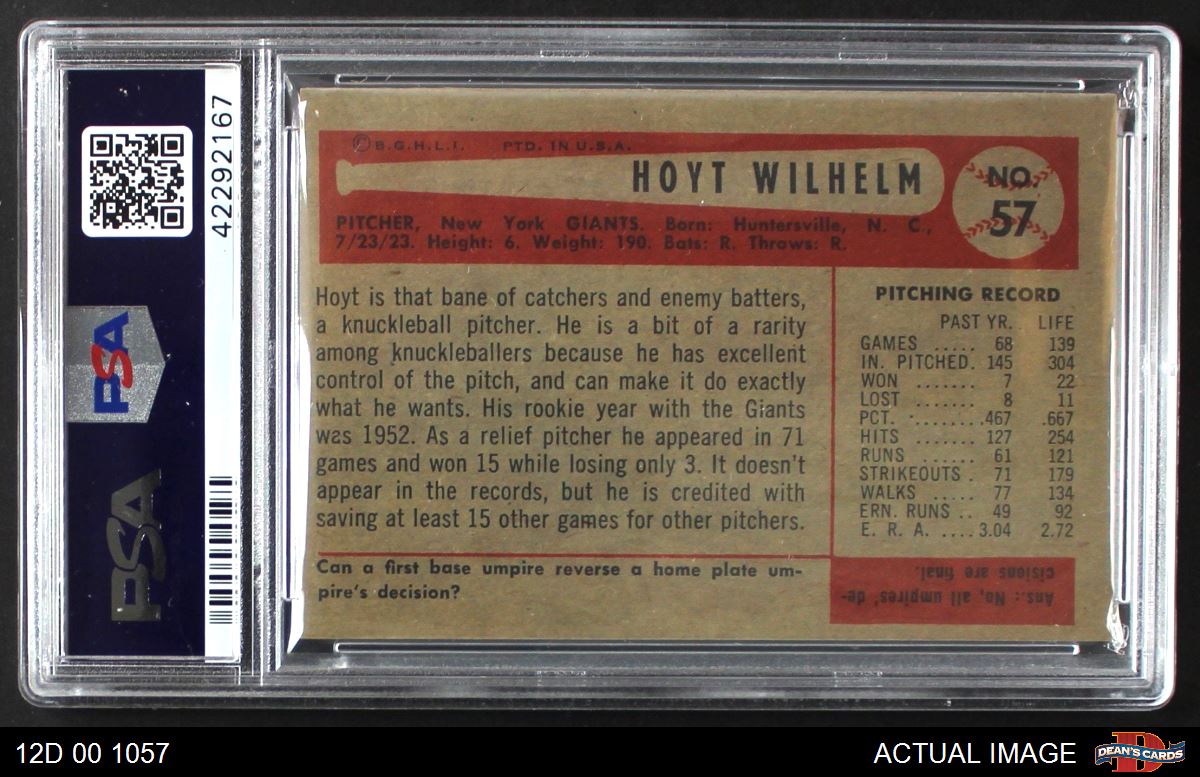 42292167
PSA
PSA
©B.G.H.L.I. PTD. IN U.S.A.
HOYT WILHELM
NO.
57
PITCHER, New York GIANTS. Born: Huntersville, N. C.,
7/23/23. Height: 6. Weight: 190. Bats: R. Throws: R.
Hoyt is that bane of catchers and enemy batters,
a knuckleball pitcher. He is a bit of a rarity
among knuckleballers because he has excellent
control of the pitch, and can make it do exactly
what he wants. His rookie year with the Giants
was 1952. As a relief pitcher he appeared in 71
games and won 15 while losing only 3. It doesn't
appear in the records, but he is credited with
saving at least 15 other games for other pitchers.
PITCHING RECORD
PAST YR. LIFE
GAMES ..... 68 139
IN. PITCHED. 145 304
WON ....... 7 22
LOST ....... 8 11
PCT. ........ .467 .667
HITS ....... 127 254
RUNS ...... 61 121
STRIKEOUTS . 71 179
WALKS ..... 77 134
ERN. RUNS .. 49 92
E. R. A. .... 3.04 2.72
Can a first base umpire reverse a home plate um-
pire's decision?
Ans.: No, all umpires' de-
cisions are final.
12D 00 1057
ACTUAL IMAGE
DEAN'S CARDS